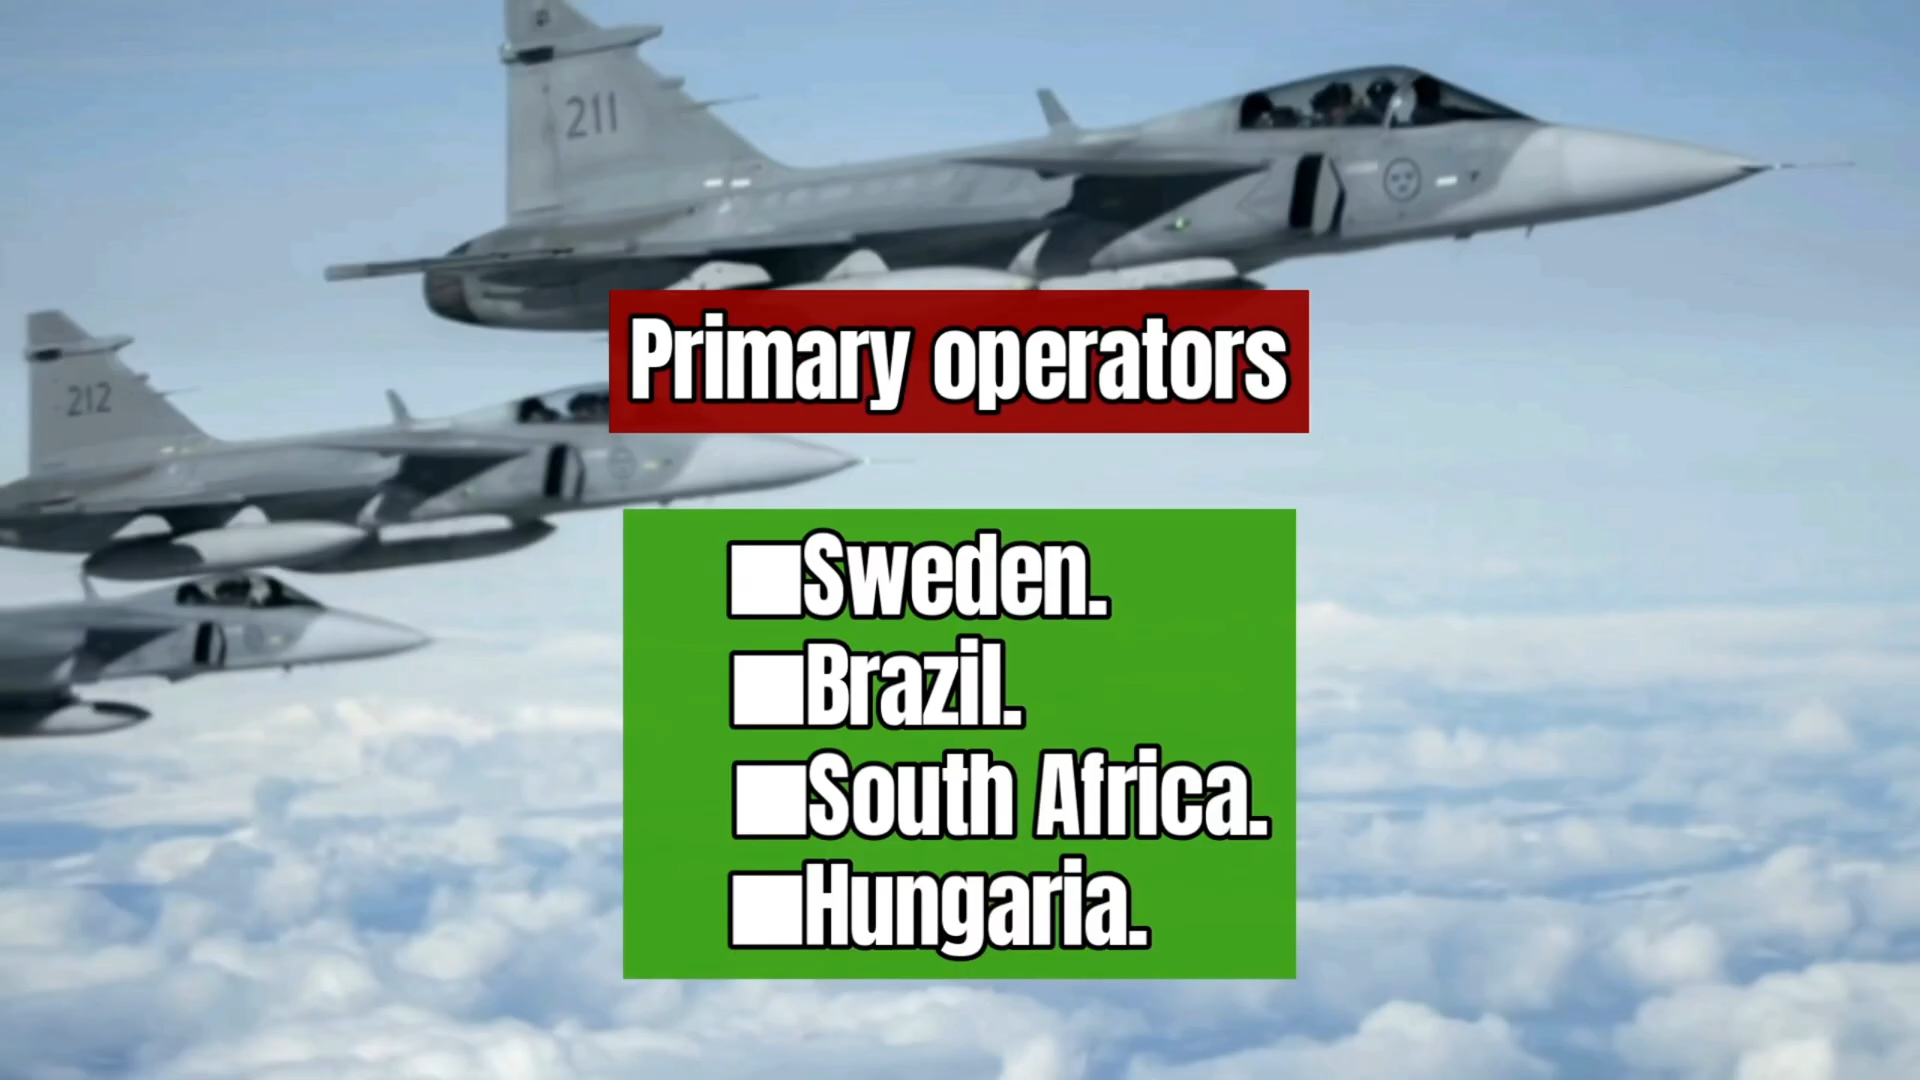 211
212
Primary operators
Sweden.
Brazil.
South Africa.
Hungaria.